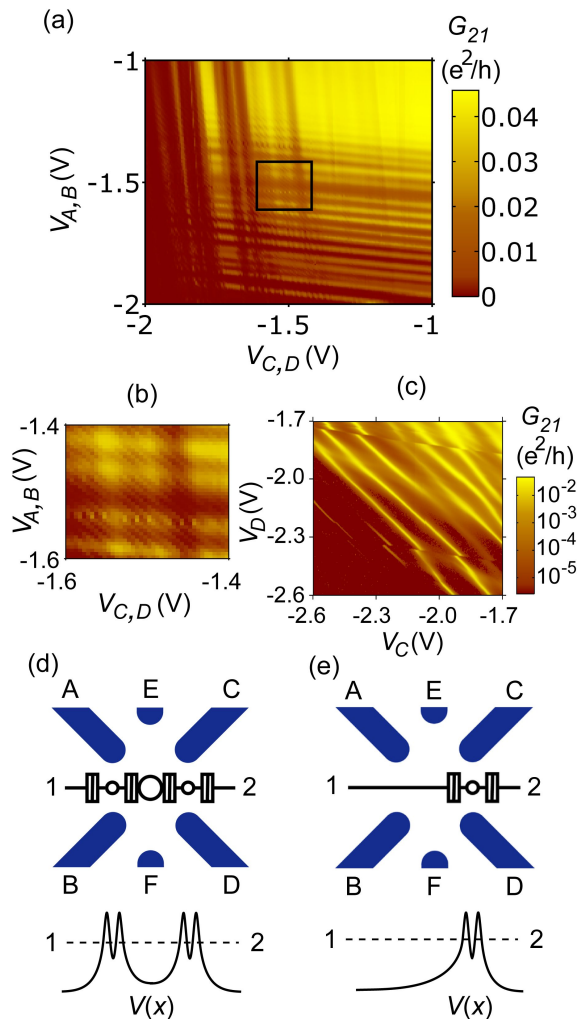 (a)
G21
(e²/h)
-1
-1.5
-2
VA,B (V)
-2
-1.5
-1
VC,D (V)
0.04
0.03
0.02
0.01
0
(b)
(c)
-1.4
-1.6
VA,B (V)
-1.6
-1.4
VC,D (V)
-1.7
-2.0
-2.3
-2.6
VD (V)
-2.6
-2.3
-2.0
-1.7
VC (V)
G21
(e²/h)
10⁻²
10⁻³
10⁻⁴
10⁻⁵
(d)
A E C
1 2
B F D
1 2
V(x)
(e)
A E C
1 2
B F D
1 2
V(x)